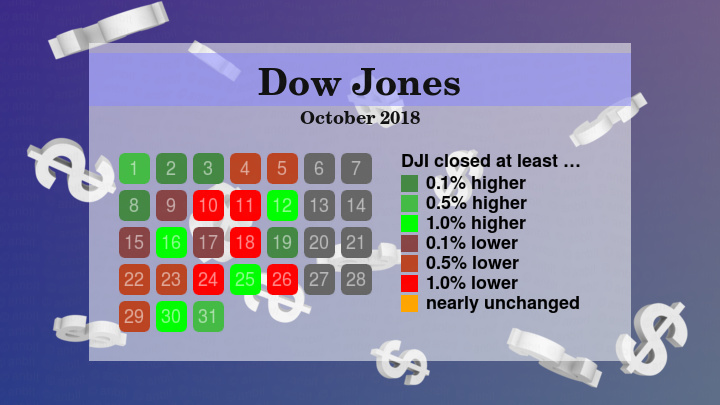 Dow Jones
October 2018
1 2 3 4 5 6 7
8 9 10 11 12 13 14
15 16 17 18 19 20 21
22 23 24 25 26 27 28
29 30 31
DJI closed at least …
0.1% higher
0.5% higher
1.0% higher
0.1% lower
0.5% lower
1.0% lower
nearly unchanged